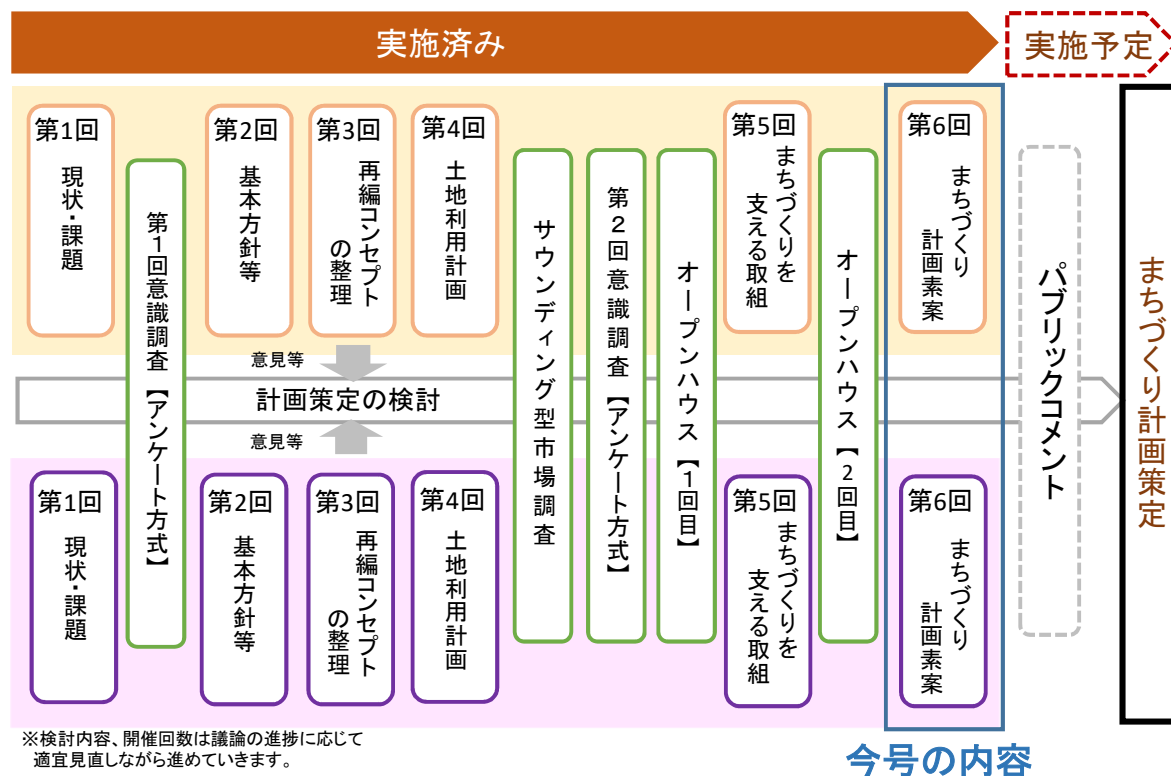 実施済み
実施予定
第1回
現状・課題
第1回意識調査【アンケート方式】
第2回
基本方針等
第3回
再編コンセプト
の整理
第4回
土地利用計画
サウンディング型市場調査
第2回意識調査【アンケート方式】
オープンハウス【1回目】
第5回
まちづくりを
支える取組
オープンハウス【2回目】
第6回
まちづくり
計画素案
パブリックコメント
まちづくり計画策定
意見等
計画策定の検討
意見等
第1回
現状・課題
第2回
基本方針等
第3回
再編コンセプト
の整理
第4回
土地利用計画
第5回
まちづくりを
支える取組
第6回
まちづくり
計画素案
※検討内容、開催回数は議論の進捗に応じて
適宜見直しながら進めていきます。
今号の内容